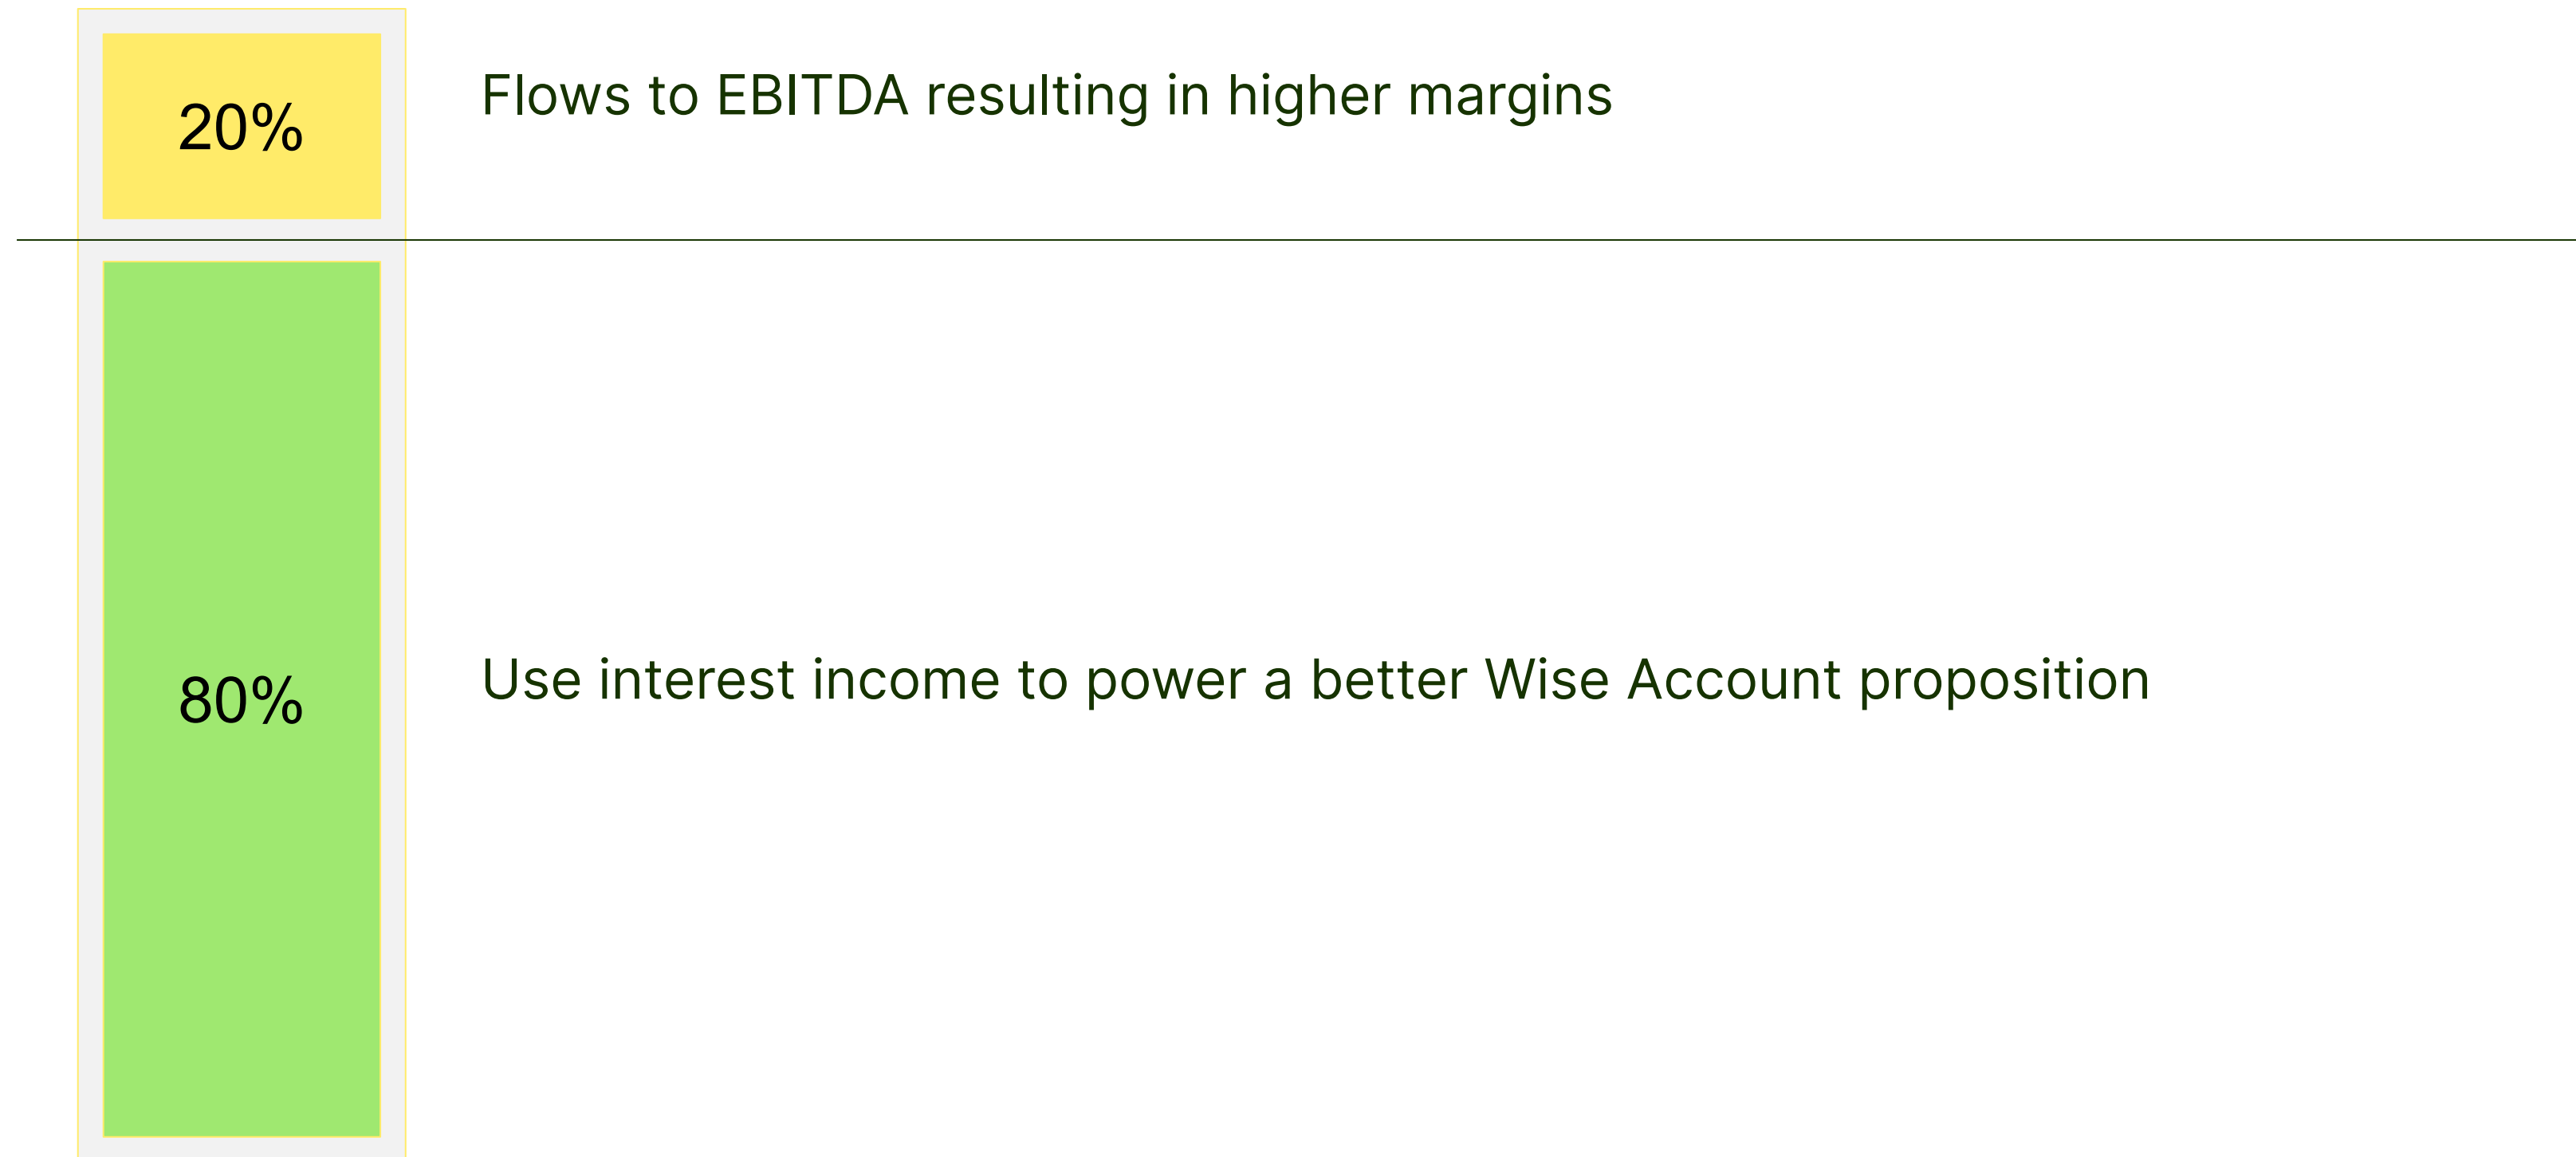 20%
Flows to EBITDA resulting in higher margins
80%
Use interest income to power a better Wise Account proposition